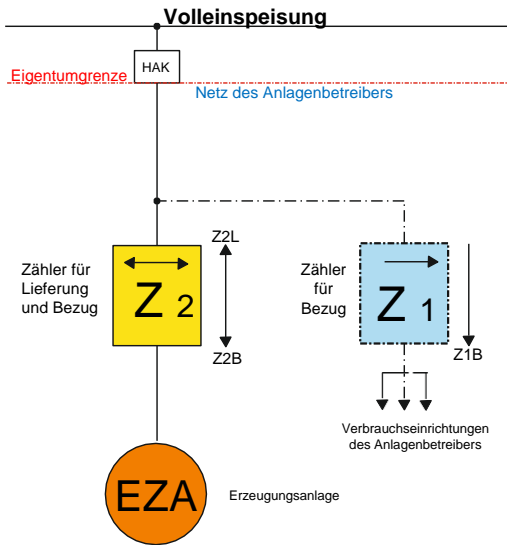 Volleinspeisung
HAK
Eigentumgrenze
Netz des Anlagenbetreibers
Zähler für
Lieferung
und Bezug
Z 2
Z2L
Z2B
Zähler
für
Bezug
Z 1
Z1B
Verbrauchseinrichtungen
des Anlagenbetreibers
EZA
Erzeugungsanlage